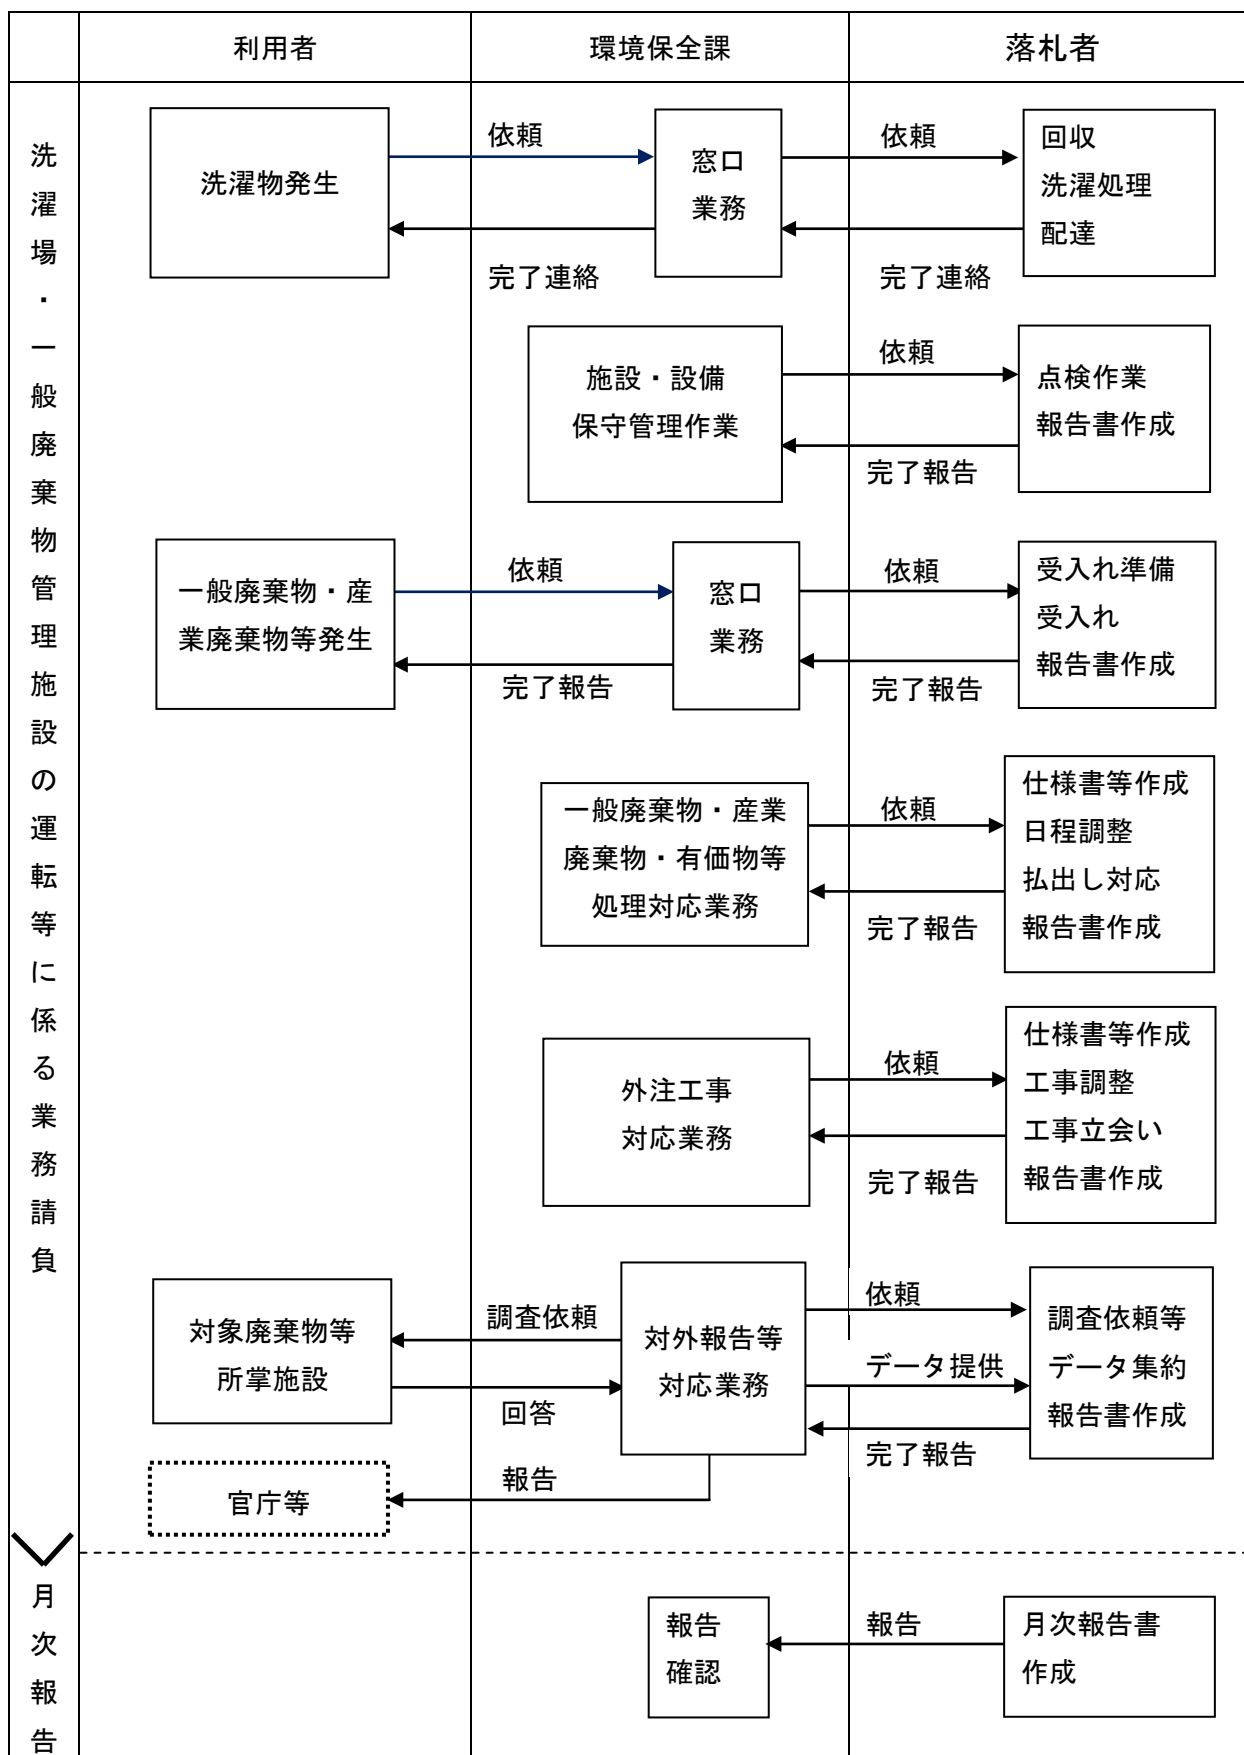 利用者
環境保全課
落札者
洗濯場・一般廃棄物管理施設の運転等に係る業務請負
洗濯物発生
依頼
完了連絡
窓口
業務
依頼
完了連絡
回収
洗濯処理
配達
施設・設備
保守管理作業
依頼
完了報告
点検作業
報告書作成
一般廃棄物・産
業廃棄物等発生
依頼
完了報告
窓口
業務
依頼
完了報告
受入れ準備
受入れ
報告書作成
一般廃棄物・産業
廃棄物・有価物等
処理対応業務
依頼
完了報告
仕様書等作成
日程調整
払出し対応
報告書作成
外注工事
対応業務
依頼
完了報告
仕様書等作成
工事調整
工事立会い
報告書作成
対象廃棄物等
所掌施設
調査依頼
回答
対外報告等
対応業務
依頼
データ提供
完了報告
調査依頼等
データ集約
報告書作成
官庁等
報告
月次報告
報告
確認
報告
月次報告書
作成